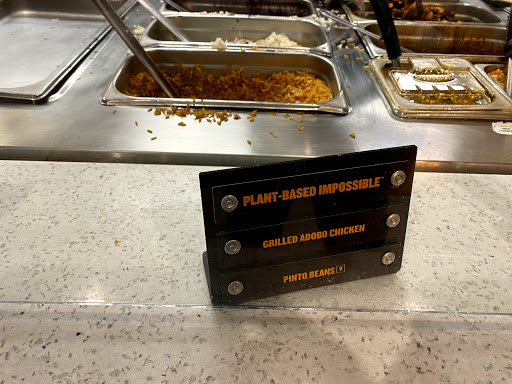 PLANT-BASED IMPOSSIBLE™
GRILLED ADOBO CHICKEN
PINTO BEANS V